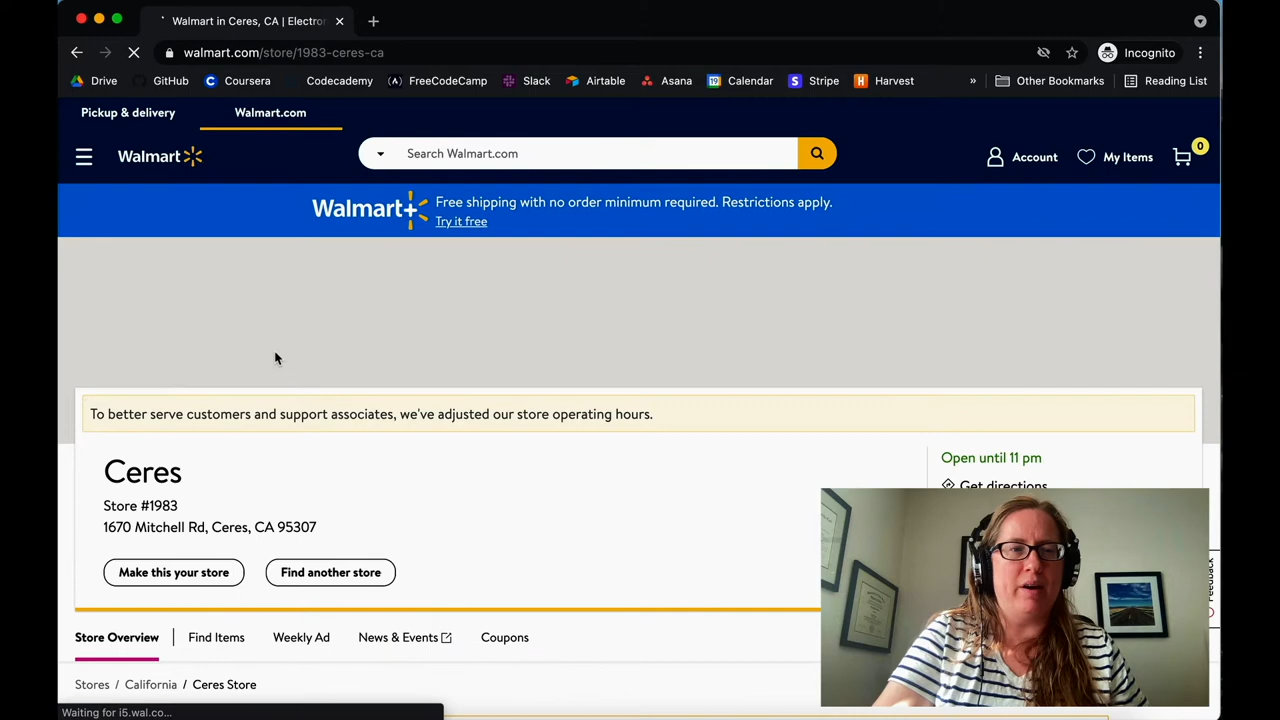 Walmart in Ceres, CA | Electron
walmart.com/store/1983-ceres-ca
Incognito
Drive GitHub Coursera Codecademy FreeCodeCamp Slack Airtable Asana Calendar Stripe Harvest » Other Bookmarks Reading List
Pickup & delivery Walmart.com
Walmart Search Walmart.com Account My Items 0
Walmart+ Free shipping with no order minimum required. Restrictions apply.
Try it free
To better serve customers and support associates, we've adjusted our store operating hours.
Ceres
Open until 11 pm
Get directions
Store #1983
1670 Mitchell Rd, Ceres, CA 95307
Make this your store Find another store
Feedback
Store Overview Find Items Weekly Ad News & Events Coupons
Stores / California / Ceres Store
Waiting for i5.wal.co...